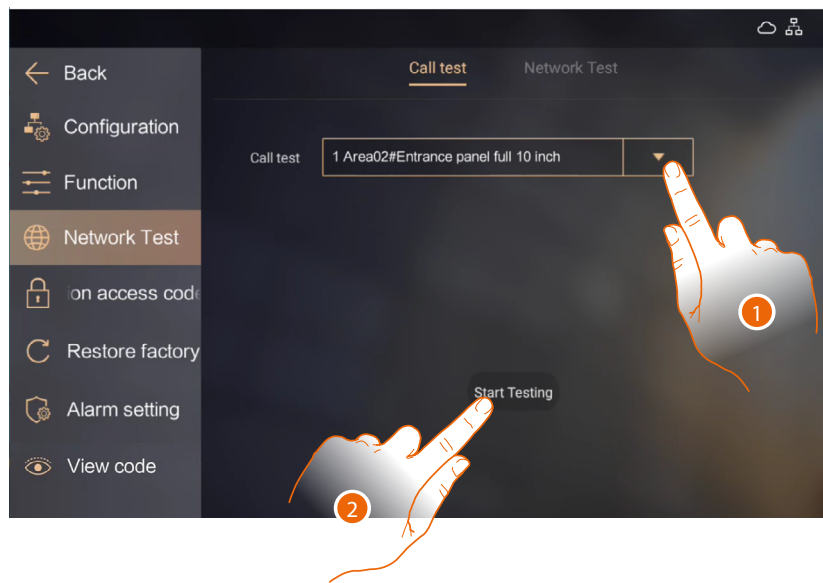 Back
Call test
Network Test
Configuration
Call test
1 Area02#Entrance panel full 10 inch
Function
Network Test
ion access code
1
Restore factory
Start Testing
Alarm setting
View code
2